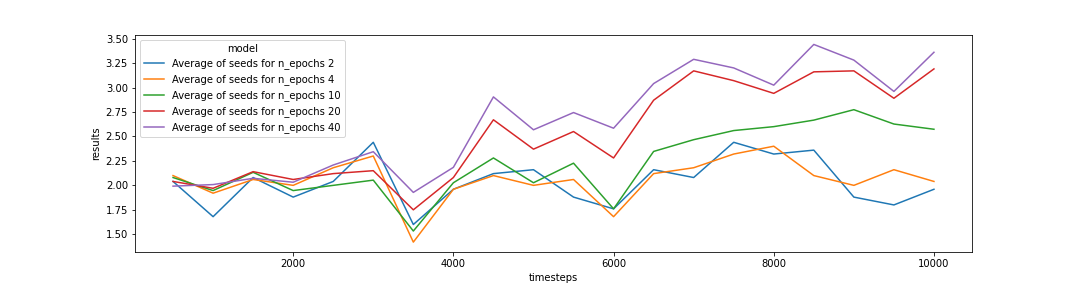 model
Average of seeds for n_epochs 2
Average of seeds for n_epochs 4
Average of seeds for n_epochs 10
Average of seeds for n_epochs 20
Average of seeds for n_epochs 40
results
3.50
3.25
3.00
2.75
2.50
2.25
2.00
1.75
1.50
2000 4000 6000 8000 10000
timesteps